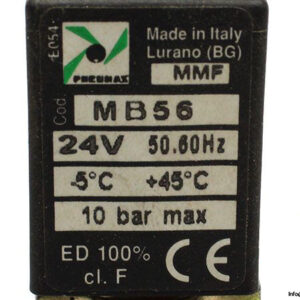 E054
PNEUMAX
Made in Italy
Lurano (BG)
MMF
Cod. MB56
24V 50.60Hz
-5°C +45°C
10 bar max
ED 100%
cl. F
CE